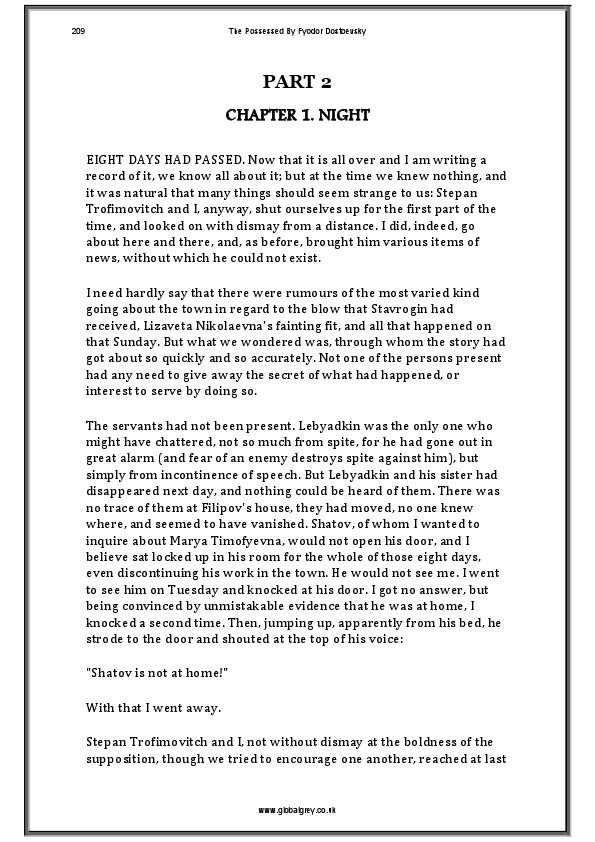 209
The Possessed By Fyodor Dostoevsky
PART 2
CHAPTER 1. NIGHT
EIGHT DAYS HAD PASSED. Now that it is all over and I am writing a
record of it, we know all about it; but at the time we knew nothing, and
it was natural that many things should seem strange to us: Stepan
Trofimovitch and I, anyway, shut ourselves up for the first part of the
time, and looked on with dismay from a distance. I did, indeed, go
about here and there, and, as before, brought him various items of
news, without which he could not exist.
I need hardly say that there were rumours of the most varied kind
going about the town in regard to the blow that Stavrogin had
received, Lizaveta Nikolaevna's fainting fit, and all that happened on
that Sunday. But what we wondered was, through whom the story had
got about so quickly and so accurately. Not one of the persons present
had any need to give away the secret of what had happened, or
interest to serve by doing so.
The servants had not been present. Lebyadkin was the only one who
might have chattered, not so much from spite, for he had gone out in
great alarm (and fear of an enemy destroys spite against him), but
simply from incontinence of speech. But Lebyadkin and his sister had
disappeared next day, and nothing could be heard of them. There was
no trace of them at Filipov's house, they had moved, no one knew
where, and seemed to have vanished. Shatov, of whom I wanted to
inquire about Marya Timofyevna, would not open his door, and I
believe sat locked up in his room for the whole of those eight days,
even discontinuing his work in the town. He would not see me. I went
to see him on Tuesday and knocked at his door. I got no answer, but
being convinced by unmistakable evidence that he was at home, I
knocked a second time. Then, jumping up, apparently from his bed, he
strode to the door and shouted at the top of his voice:
"Shatov is not at home!"
With that I went away.
Stepan Trofimovitch and I, not without dismay at the boldness of the
supposition, though we tried to encourage one another, reached at last
www.globalgrey.co.uk